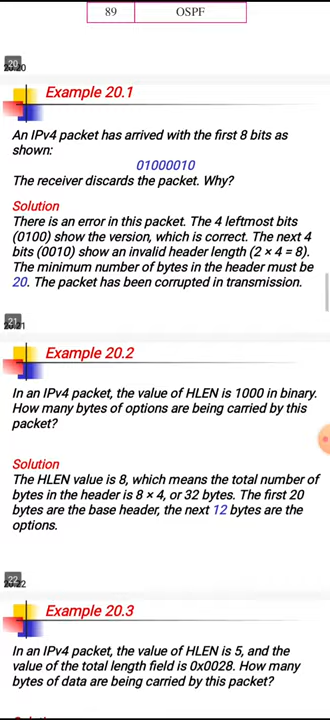 89 OSPF
20.20
Example 20.1
An IPv4 packet has arrived with the first 8 bits as
shown:
01000010
The receiver discards the packet. Why?
Solution
There is an error in this packet. The 4 leftmost bits
(0100) show the version, which is correct. The next 4
bits (0010) show an invalid header length (2 × 4 = 8).
The minimum number of bytes in the header must be
20. The packet has been corrupted in transmission.
20.21
Example 20.2
In an IPv4 packet, the value of HLEN is 1000 in binary.
How many bytes of options are being carried by this
packet?
Solution
The HLEN value is 8, which means the total number of
bytes in the header is 8 × 4, or 32 bytes. The first 20
bytes are the base header, the next 12 bytes are the
options.
20.22
Example 20.3
In an IPv4 packet, the value of HLEN is 5, and the
value of the total length field is 0x0028. How many
bytes of data are being carried by this packet?